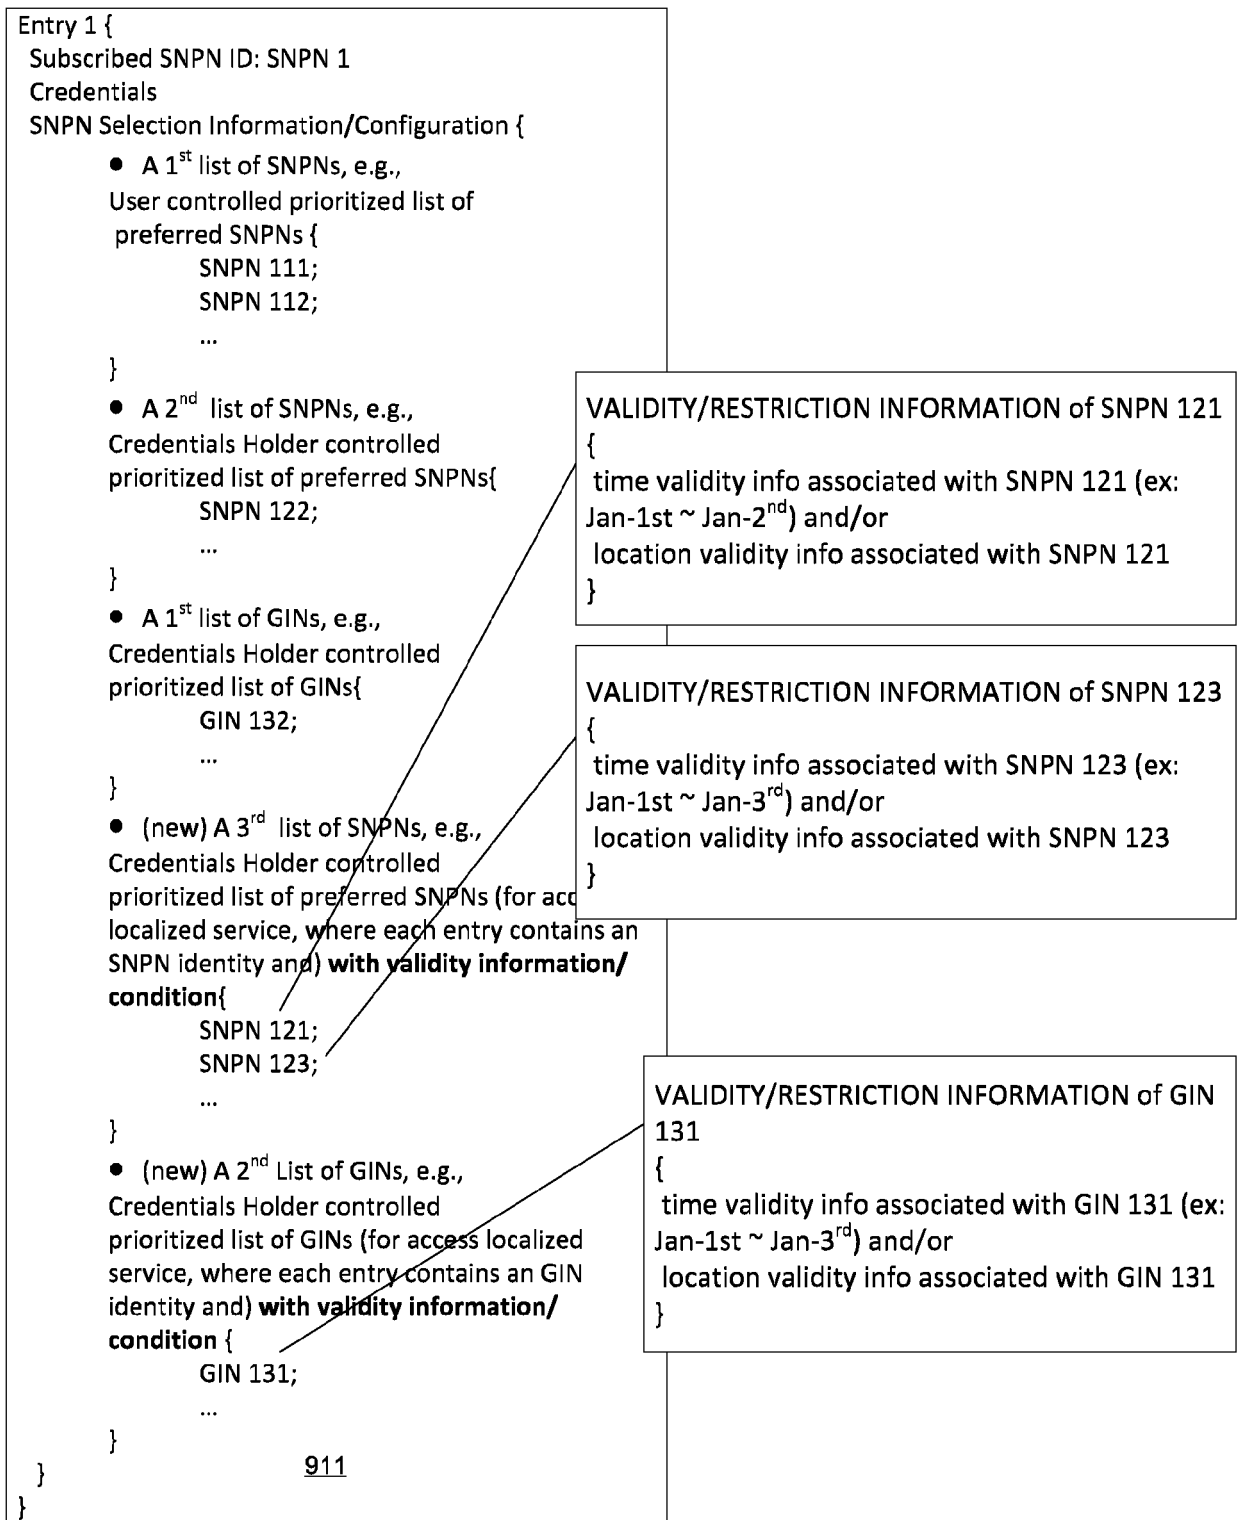 Entry 1 {
Subscribed SNPN ID: SNPN 1
Credentials
SNPN Selection Information/Configuration {
● A 1st list of SNPNs, e.g.,
User controlled prioritized list of
preferred SNPNs {
SNPN 111;
SNPN 112;
...
}
● A 2nd list of SNPNs, e.g.,
Credentials Holder controlled
prioritized list of preferred SNPNs{
SNPN 122;
...
}
● A 1st list of GINs, e.g.,
Credentials Holder controlled
prioritized list of GINs{
GIN 132;
...
}
● (new) A 3rd list of SNPNs, e.g.,
Credentials Holder controlled
prioritized list of preferred SNPNs (for acc
localized service, where each entry contains an
SNPN identity and) with validity information/
condition{
SNPN 121;
SNPN 123;
...
}
● (new) A 2nd List of GINs, e.g.,
Credentials Holder controlled
prioritized list of GINs (for access localized
service, where each entry contains an GIN
identity and) with validity information/
condition {
GIN 131;
...
}
911
}
}
VALIDITY/RESTRICTION INFORMATION of SNPN 121
{
time validity info associated with SNPN 121 (ex:
Jan-1st ~ Jan-2nd) and/or
location validity info associated with SNPN 121
}
VALIDITY/RESTRICTION INFORMATION of SNPN 123
{
time validity info associated with SNPN 123 (ex:
Jan-1st ~ Jan-3rd) and/or
location validity info associated with SNPN 123
}
VALIDITY/RESTRICTION INFORMATION of GIN
131
{
time validity info associated with GIN 131 (ex:
Jan-1st ~ Jan-3rd) and/or
location validity info associated with GIN 131
}